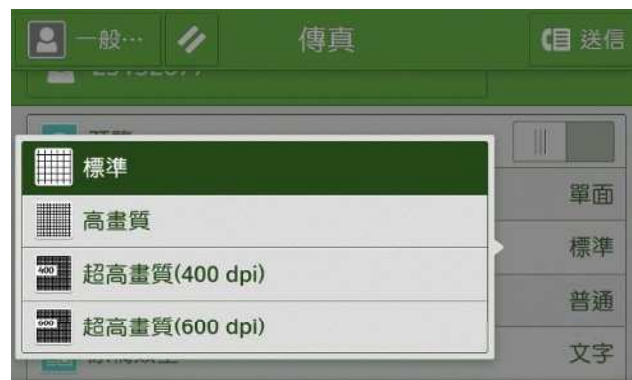 一般…
傳真
送信
標準
高畫質
超高畫質(400 dpi)
超高畫質(600 dpi)
單面
標準
普通
文字